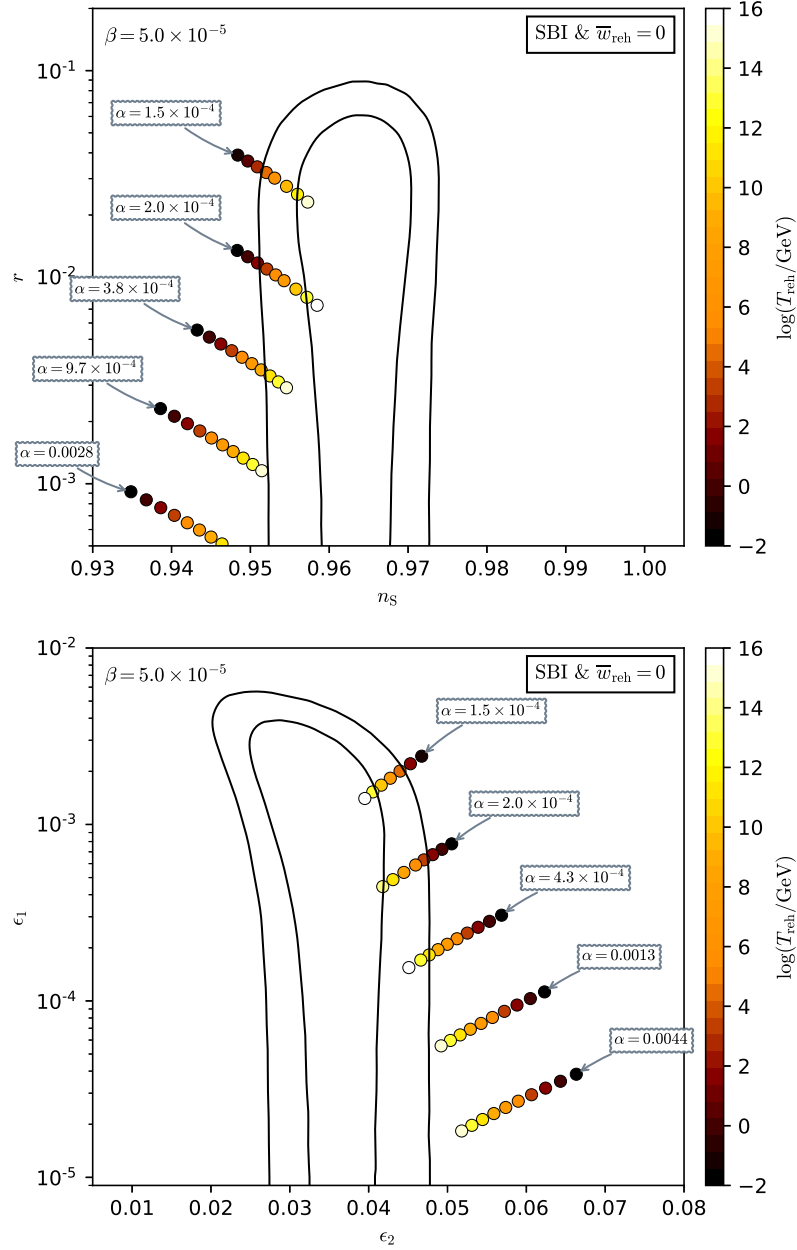 β = 5.0 × 10⁻⁵
SBI & w̅_reh = 0
α = 1.5 × 10⁻⁴
α = 2.0 × 10⁻⁴
α = 3.8 × 10⁻⁴
α = 9.7 × 10⁻⁴
α = 0.0028
10⁻¹
10⁻²
10⁻³
r
0.93 0.94 0.95 0.96 0.97 0.98 0.99 1.00
n_S
16
14
12
10
8
6
4
2
0
−2
log(T_reh/GeV)
β = 5.0 × 10⁻⁵
SBI & w̅_reh = 0
α = 1.5 × 10⁻⁴
α = 2.0 × 10⁻⁴
α = 4.3 × 10⁻⁴
α = 0.0013
α = 0.0044
10⁻²
10⁻³
10⁻⁴
10⁻⁵
ϵ₁
0.01 0.02 0.03 0.04 0.05 0.06 0.07 0.08
ϵ₂
16
14
12
10
8
6
4
2
0
−2
log(T_reh/GeV)